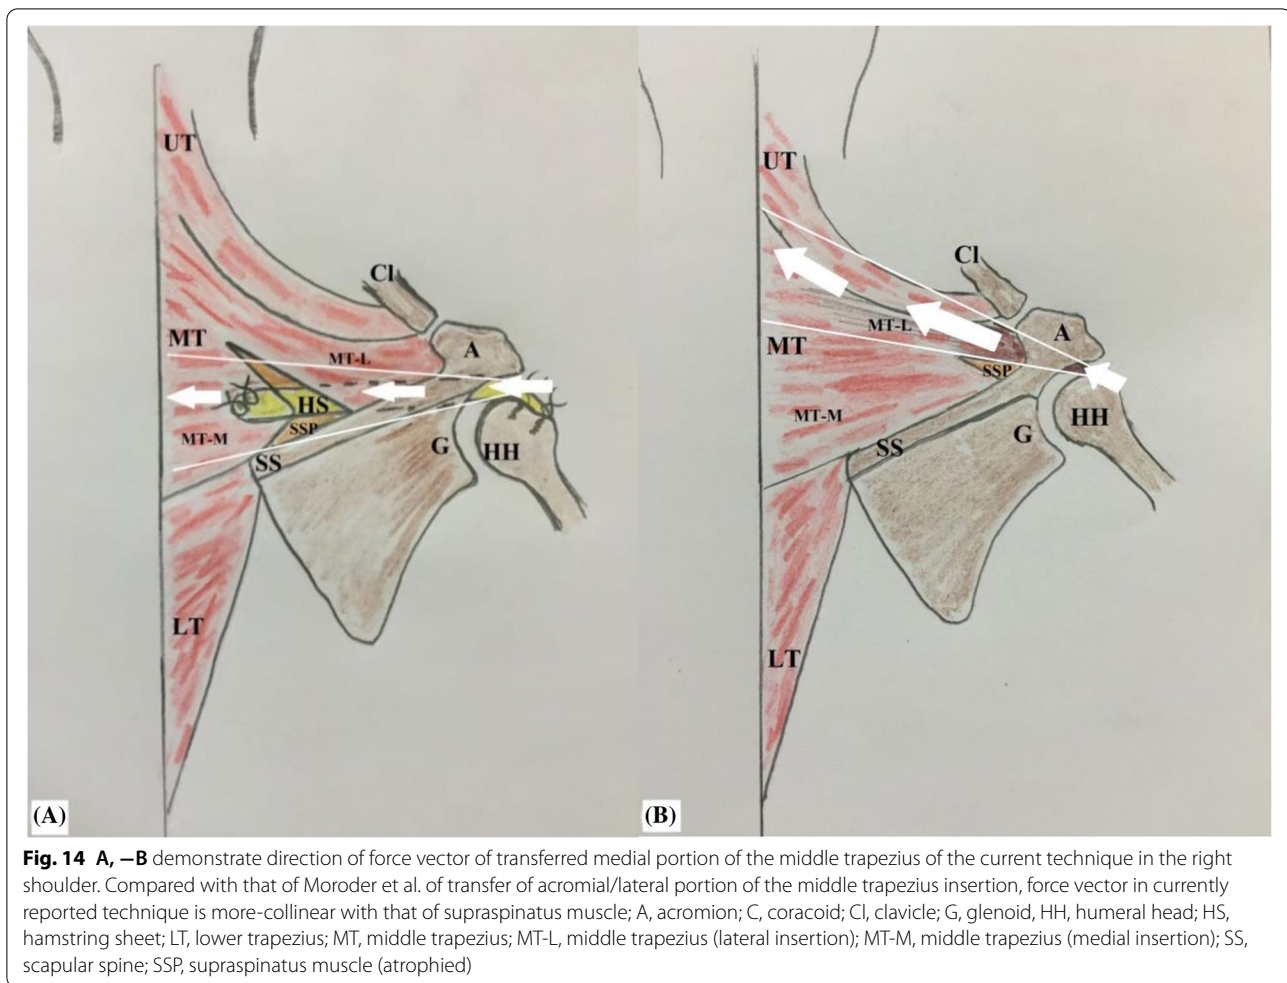 UT
Cl
MT
MT-L
A
HS
MT-M
SSP
G
HH
SS
LT
(A)
UT
Cl
MT-L
A
MT
SSP
HH
MT-M
G
SS
LT
(B)
Fig. 14 A, —B demonstrate direction of force vector of transferred medial portion of the middle trapezius of the current technique in the right
shoulder. Compared with that of Moroder et al. of transfer of acromial/lateral portion of the middle trapezius insertion, force vector in currently
reported technique is more-collinear with that of supraspinatus muscle; A, acromion; C, coracoid; Cl, clavicle; G, glenoid, HH, humeral head; HS,
hamstring sheet; LT, lower trapezius; MT, middle trapezius; MT-L, middle trapezius (lateral insertion); MT-M, middle trapezius (medial insertion); SS,
scapular spine; SSP, supraspinatus muscle (atrophied)